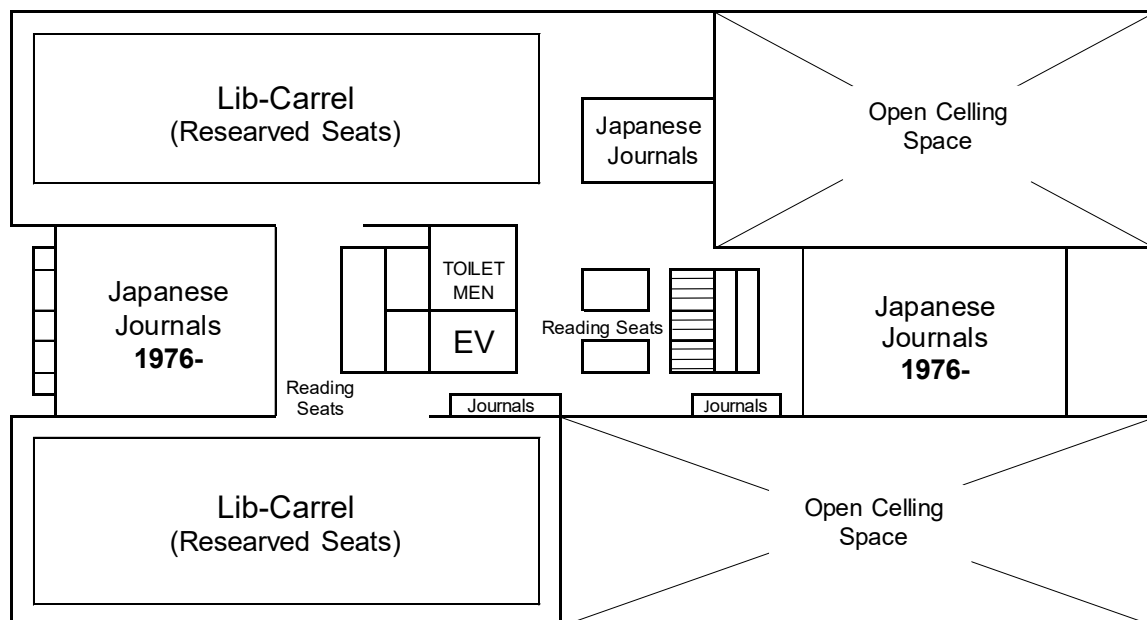 Lib-Carrel
(Researved Seats)
Japanese
Journals
Open Celling
Space
Japanese
Journals
1976-
TOILET
MEN
EV
Reading Seats
Japanese
Journals
1976-
Reading
Seats
Journals
Journals
Lib-Carrel
(Researved Seats)
Open Celling
Space